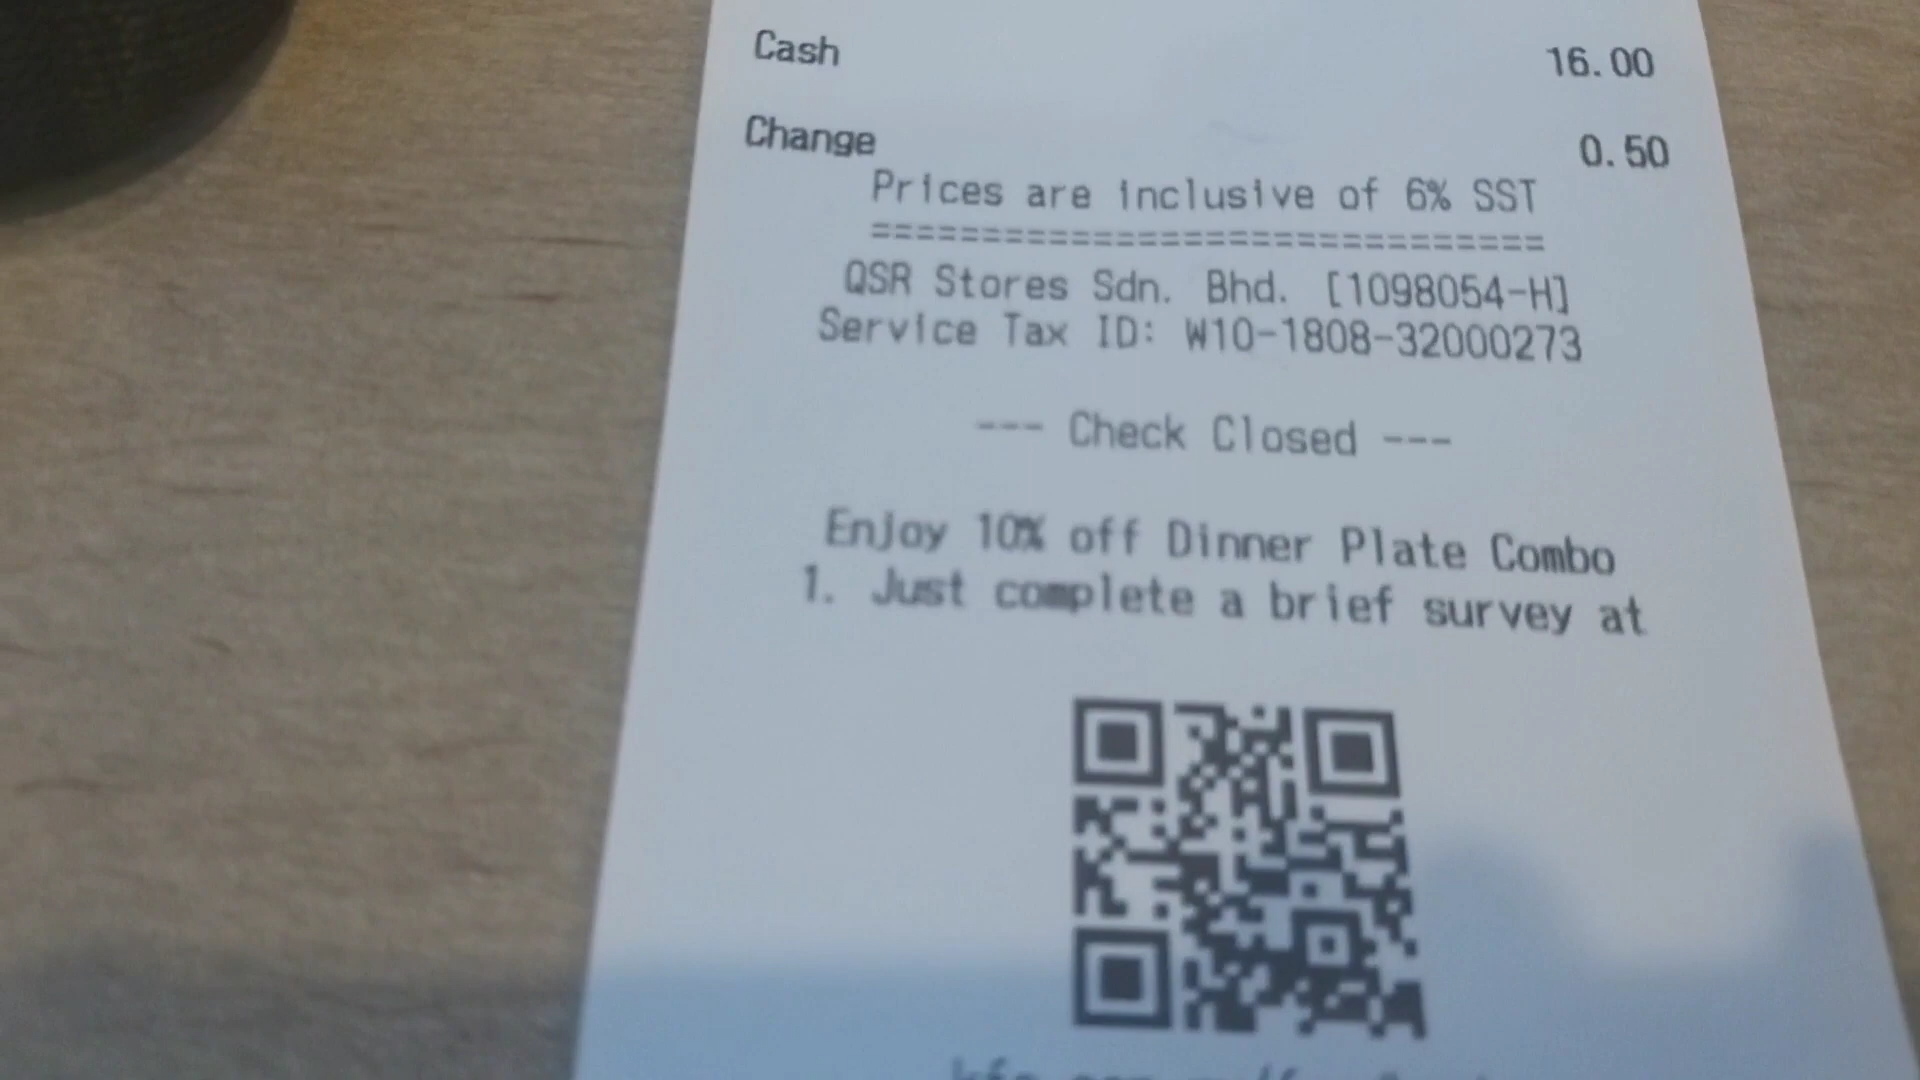 Cash 16.00
Change 0.50
Prices are inclusive of 6% SST
==============================
QSR Stores Sdn. Bhd. [1098054-H]
Service Tax ID: W10-1808-32000273
--- Check Closed ---
Enjoy 10% off Dinner Plate Combo
1. Just complete a brief survey at